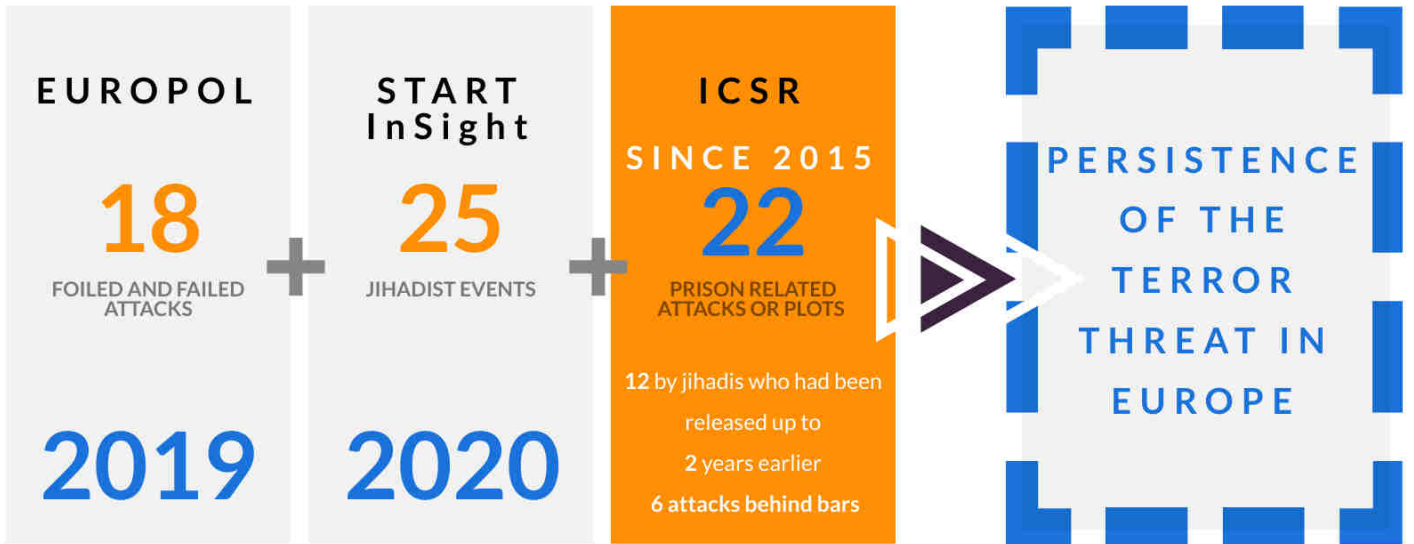 EUROPOL
18
FOILED AND FAILED
ATTACKS
2019
START
InSight
25
JIHADIST EVENTS
2020
ICSR
SINCE 2015
22
PRISON RELATED
ATTACKS OR PLOTS
12 by jihadis who had been
released up to
2 years earlier
6 attacks behind bars
PERSISTENCE
OF THE
TERROR
THREAT IN
EUROPE